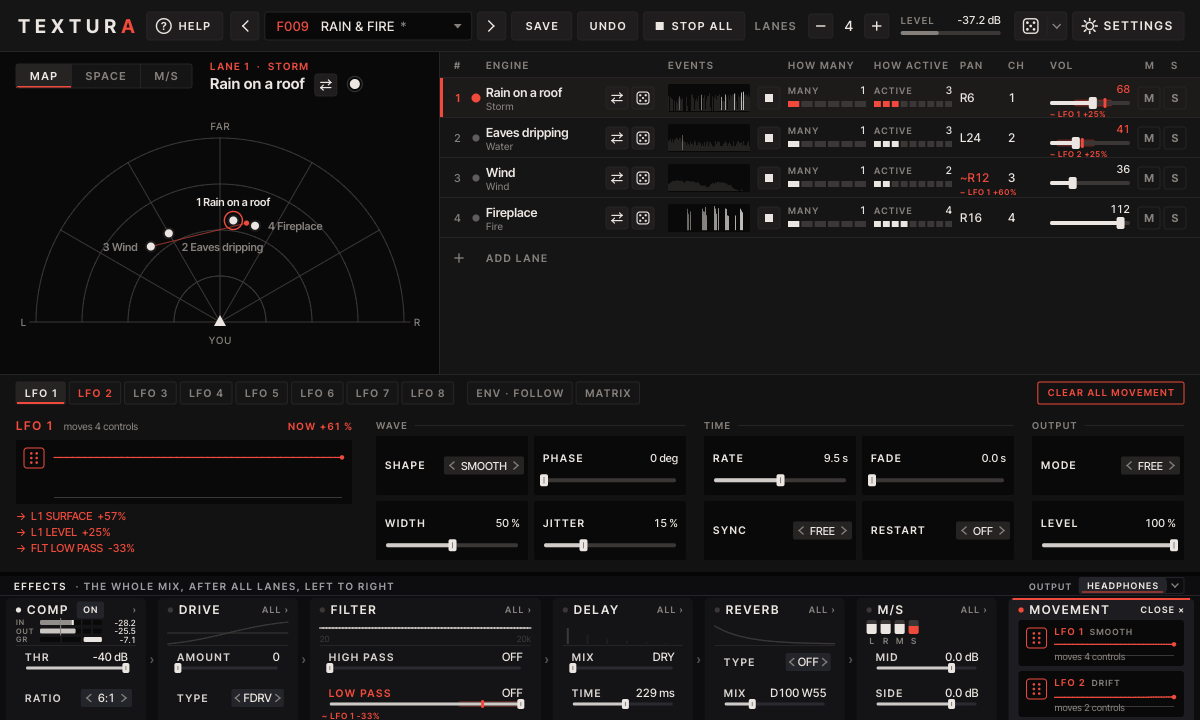 TEXTURA
HELP
F009 RAIN & FIRE *
SAVE
UNDO
STOP ALL
LANES
4
LEVEL -37.2 dB
SETTINGS
MAP
SPACE
M/S
LANE 1 · STORM
Rain on a roof
FAR
1 Rain on a roof
4 Fireplace
3 Wind
2 Eaves dripping
L
R
YOU
# ENGINE EVENTS HOW MANY HOW ACTIVE PAN CH VOL M S
1 Rain on a roof MANY 1 ACTIVE 3 R6 1 68 M S
Storm
~ LFO 1 +25%
2 Eaves dripping MANY 1 ACTIVE 3 L24 2 41 M S
Water
~ LFO 2 +25%
3 Wind MANY 1 ACTIVE 2 ~R12 3 36 M S
Wind
~ LFO 1 +60%
4 Fireplace MANY 1 ACTIVE 4 R16 4 112 M S
Fire
+ ADD LANE
LFO 1
LFO 2
LFO 3
LFO 4
LFO 5
LFO 6
LFO 7
LFO 8
ENV · FOLLOW
MATRIX
CLEAR ALL MOVEMENT
LFO 1 moves 4 controls NOW +61 %
→ L1 SURFACE +57%
→ L1 LEVEL +25%
→ FLT LOW PASS -33%
WAVE
SHAPE < SMOOTH >
PHASE 0 deg
WIDTH 50 %
JITTER 15 %
TIME
RATE 9.5 s
FADE 0.0 s
SYNC < FREE >
RESTART < OFF >
OUTPUT
MODE < FREE >
LEVEL 100 %
EFFECTS · THE WHOLE MIX, AFTER ALL LANES, LEFT TO RIGHT
OUTPUT HEADPHONES
COMP ON ›
IN -28.2
OUT -25.5
GR -7.1
THR -40 dB
RATIO < 6:1 >
DRIVE ALL ›
AMOUNT 0
TYPE < FDRV >
FILTER ALL ›
20 20k
HIGH PASS OFF
LOW PASS OFF
~ LFO 1 -33%
DELAY ALL ›
MIX DRY
TIME 229 ms
REVERB ALL ›
TYPE < OFF >
MIX D100 W55
M/S ALL ›
L R M S
MID 0.0 dB
SIDE 0.0 dB
MOVEMENT CLOSE ×
LFO 1 SMOOTH
moves 4 controls
LFO 2 DRIFT
moves 2 controls